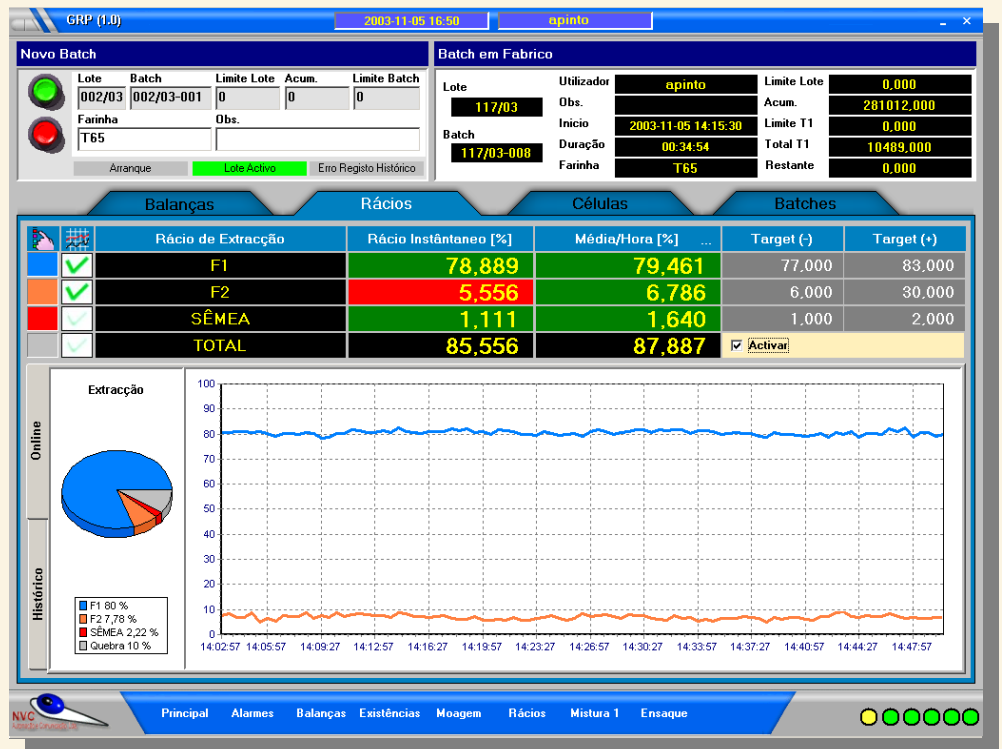 GRP (1.0) 2003-11-05 16:50 apinto
Novo Batch
Lote Batch Limite Lote Acum. Limite Batch
002/03 002/03-001 0 0 0
Farinha Obs.
T65
Arranque Lote Activo Erro Registo Histórico
Batch em Fabrico
Lote
117/03
Batch
117/03-008
Utilizador apinto Limite Lote 0,000
Obs. Acum. 281012,000
Inicio 2003-11-05 14:15:30 Limite T1 0,000
Duração 00:34:54 Total T1 10489,000
Farinha T65 Restante 0,000
Balanças Rácios Células Batches
Rácio de Extracção Rácio Instântaneo [%] Média/Hora [%] ... Target (-) Target (+)
F1 78,889 79,461 77,000 83,000
F2 5,556 6,786 6,000 30,000
SÊMEA 1,111 1,640 1,000 2,000
TOTAL 85,556 87,887 Activar
Online
Histórico
Extracção
F1 80 %
F2 7,78 %
SÊMEA 2,22 %
Quebra 10 %
100
90
80
70
60
50
40
30
20
10
0
14:02:57 14:05:57 14:09:27 14:12:57 14:16:27 14:19:57 14:23:27 14:26:57 14:30:27 14:33:57 14:37:27 14:40:57 14:44:27 14:47:57
NVC
Principal Alarmes Balanças Existências Moagem Rácios Mistura 1 Ensaque